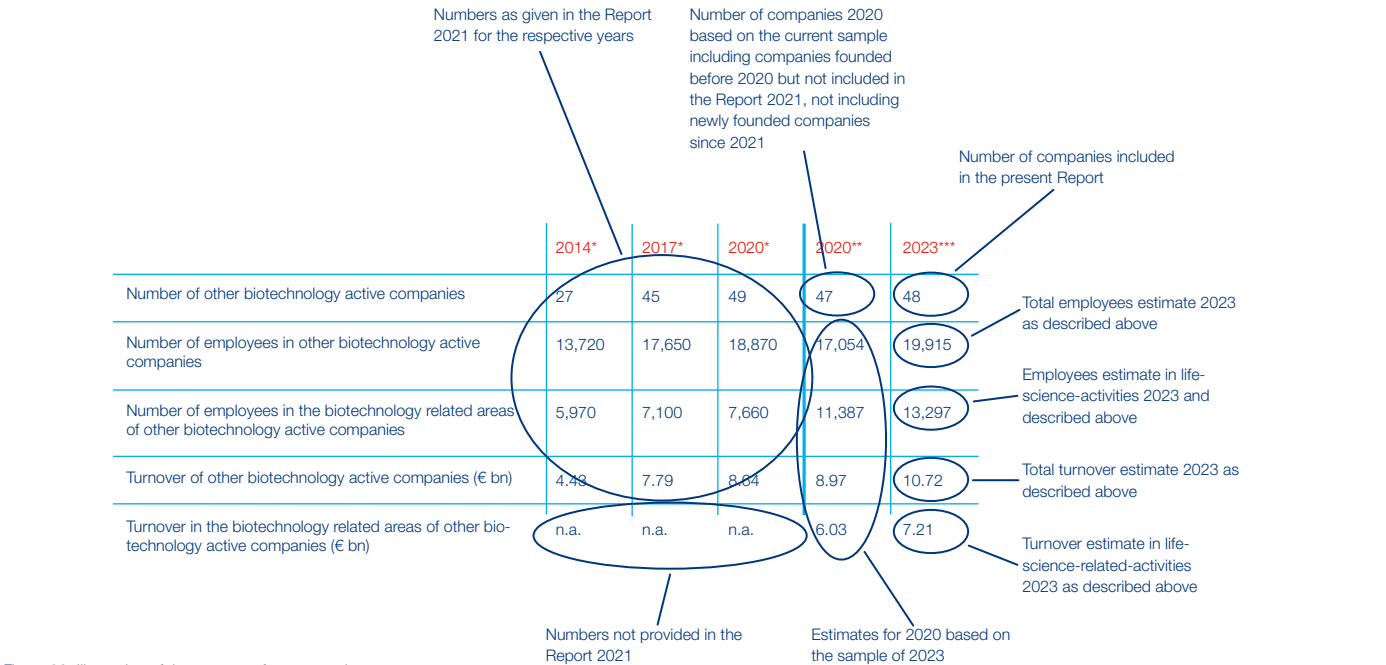 Numbers as given in the Report
2021 for the respective years
Number of companies 2020
based on the current sample
including companies founded
before 2020 but not included in
the Report 2021, not including
newly founded companies
since 2021
Number of companies included
in the present Report
2014* 2017* 2020* 2020** 2023***
Number of other biotechnology active companies 27 45 49 47 48
Number of employees in other biotechnology active
companies 13,720 17,650 18,870 17,054 19,915
Number of employees in the biotechnology related areas
of other biotechnology active companies 5,970 7,100 7,660 11,387 13,297
Turnover of other biotechnology active companies (€ bn) 4.43 7.79 8.64 8.97 10.72
Turnover in the biotechnology related areas of other bio-
technology active companies (€ bn) n.a. n.a. n.a. 6.03 7.21
Total employees estimate 2023
as described above
Employees estimate in life-
science-activities 2023 and
described above
Total turnover estimate 2023 as
described above
Turnover estimate in life-
science-related-activities
2023 as described above
Numbers not provided in the
Report 2021
Estimates for 2020 based on
the sample of 2023